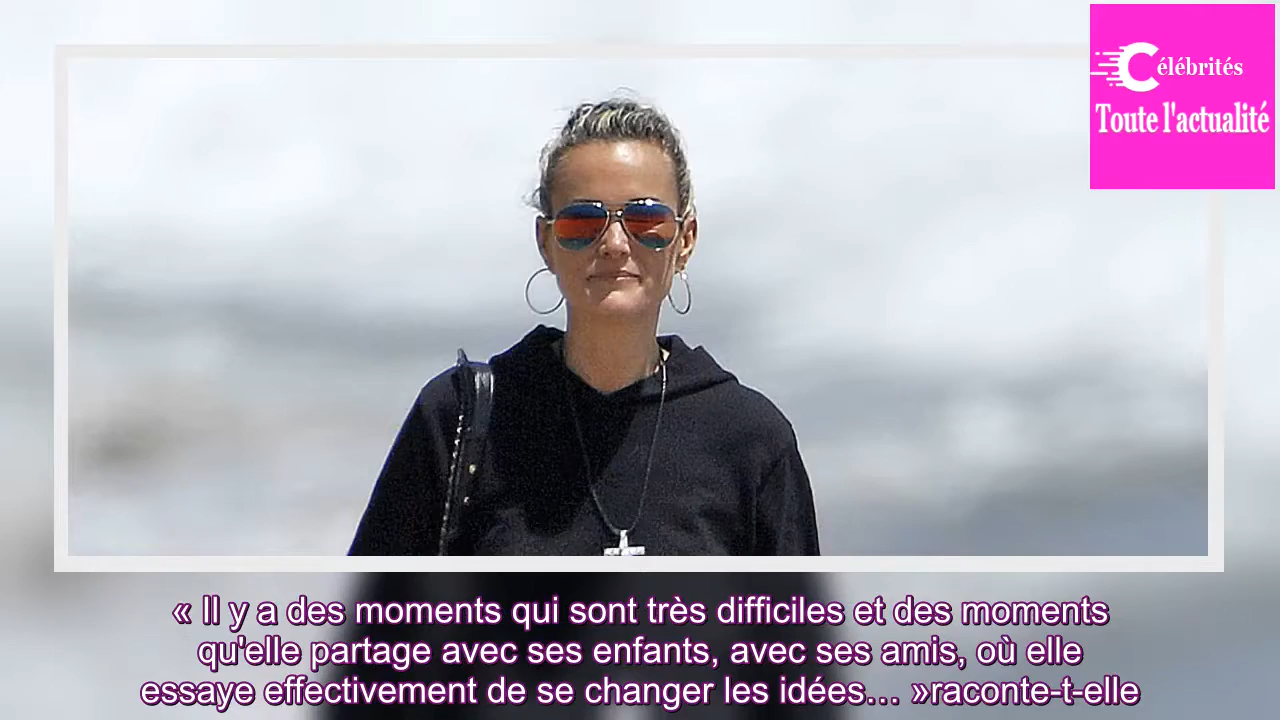 Célébrités
Toute l'actualité
« Il y a des moments qui sont très difficiles et des moments
qu'elle partage avec ses enfants, avec ses amis, où elle
essaye effectivement de se changer les idées... »raconte-t-elle